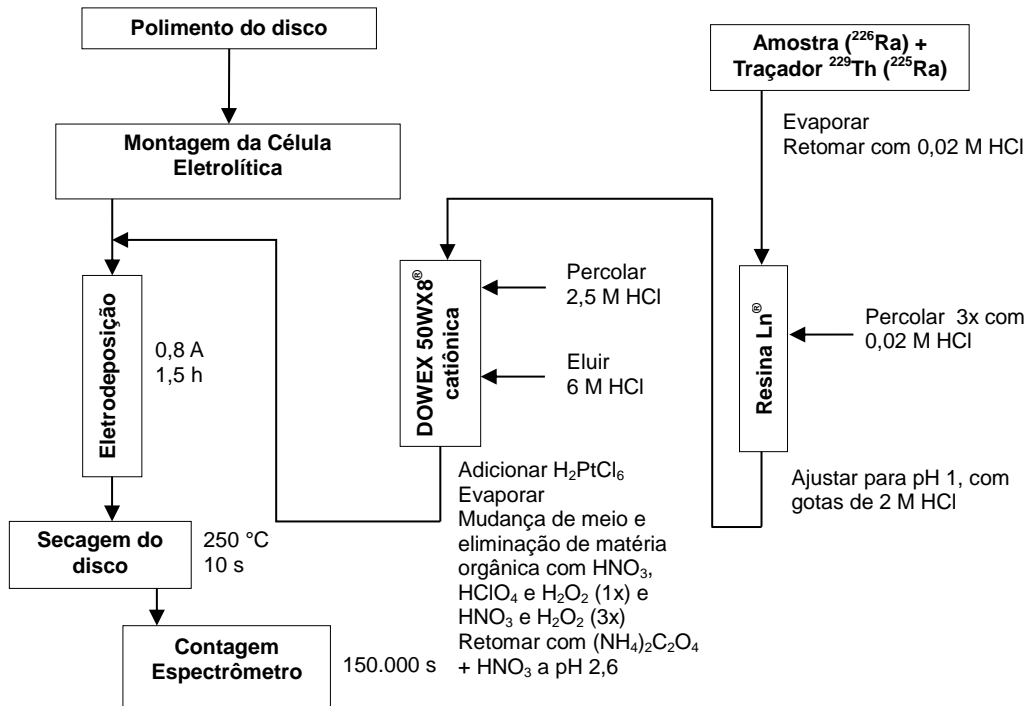 Polimento do disco
Montagem da Célula
Eletrolítica
Eletrodeposição
0,8 A
1,5 h
Secagem do
disco
250 °C
10 s
Contagem
Espectrômetro
150.000 s
DOWEX 50WX8®
catiônica
Percolar
2,5 M HCl
Eluir
6 M HCl
Adicionar H₂PtCl₆
Evaporar
Mudança de meio e
eliminação de matéria
orgânica com HNO₃,
HClO₄ e H₂O₂ (1x) e
HNO₃ e H₂O₂ (3x)
Retomar com (NH₄)₂C₂O₄
+ HNO₃ a pH 2,6
Amostra (²²⁶Ra) +
Traçador ²²⁹Th (²²⁵Ra)
Evaporar
Retomar com 0,02 M HCl
Resina Ln®
Percolar 3x com
0,02 M HCl
Ajustar para pH 1, com
gotas de 2 M HCl